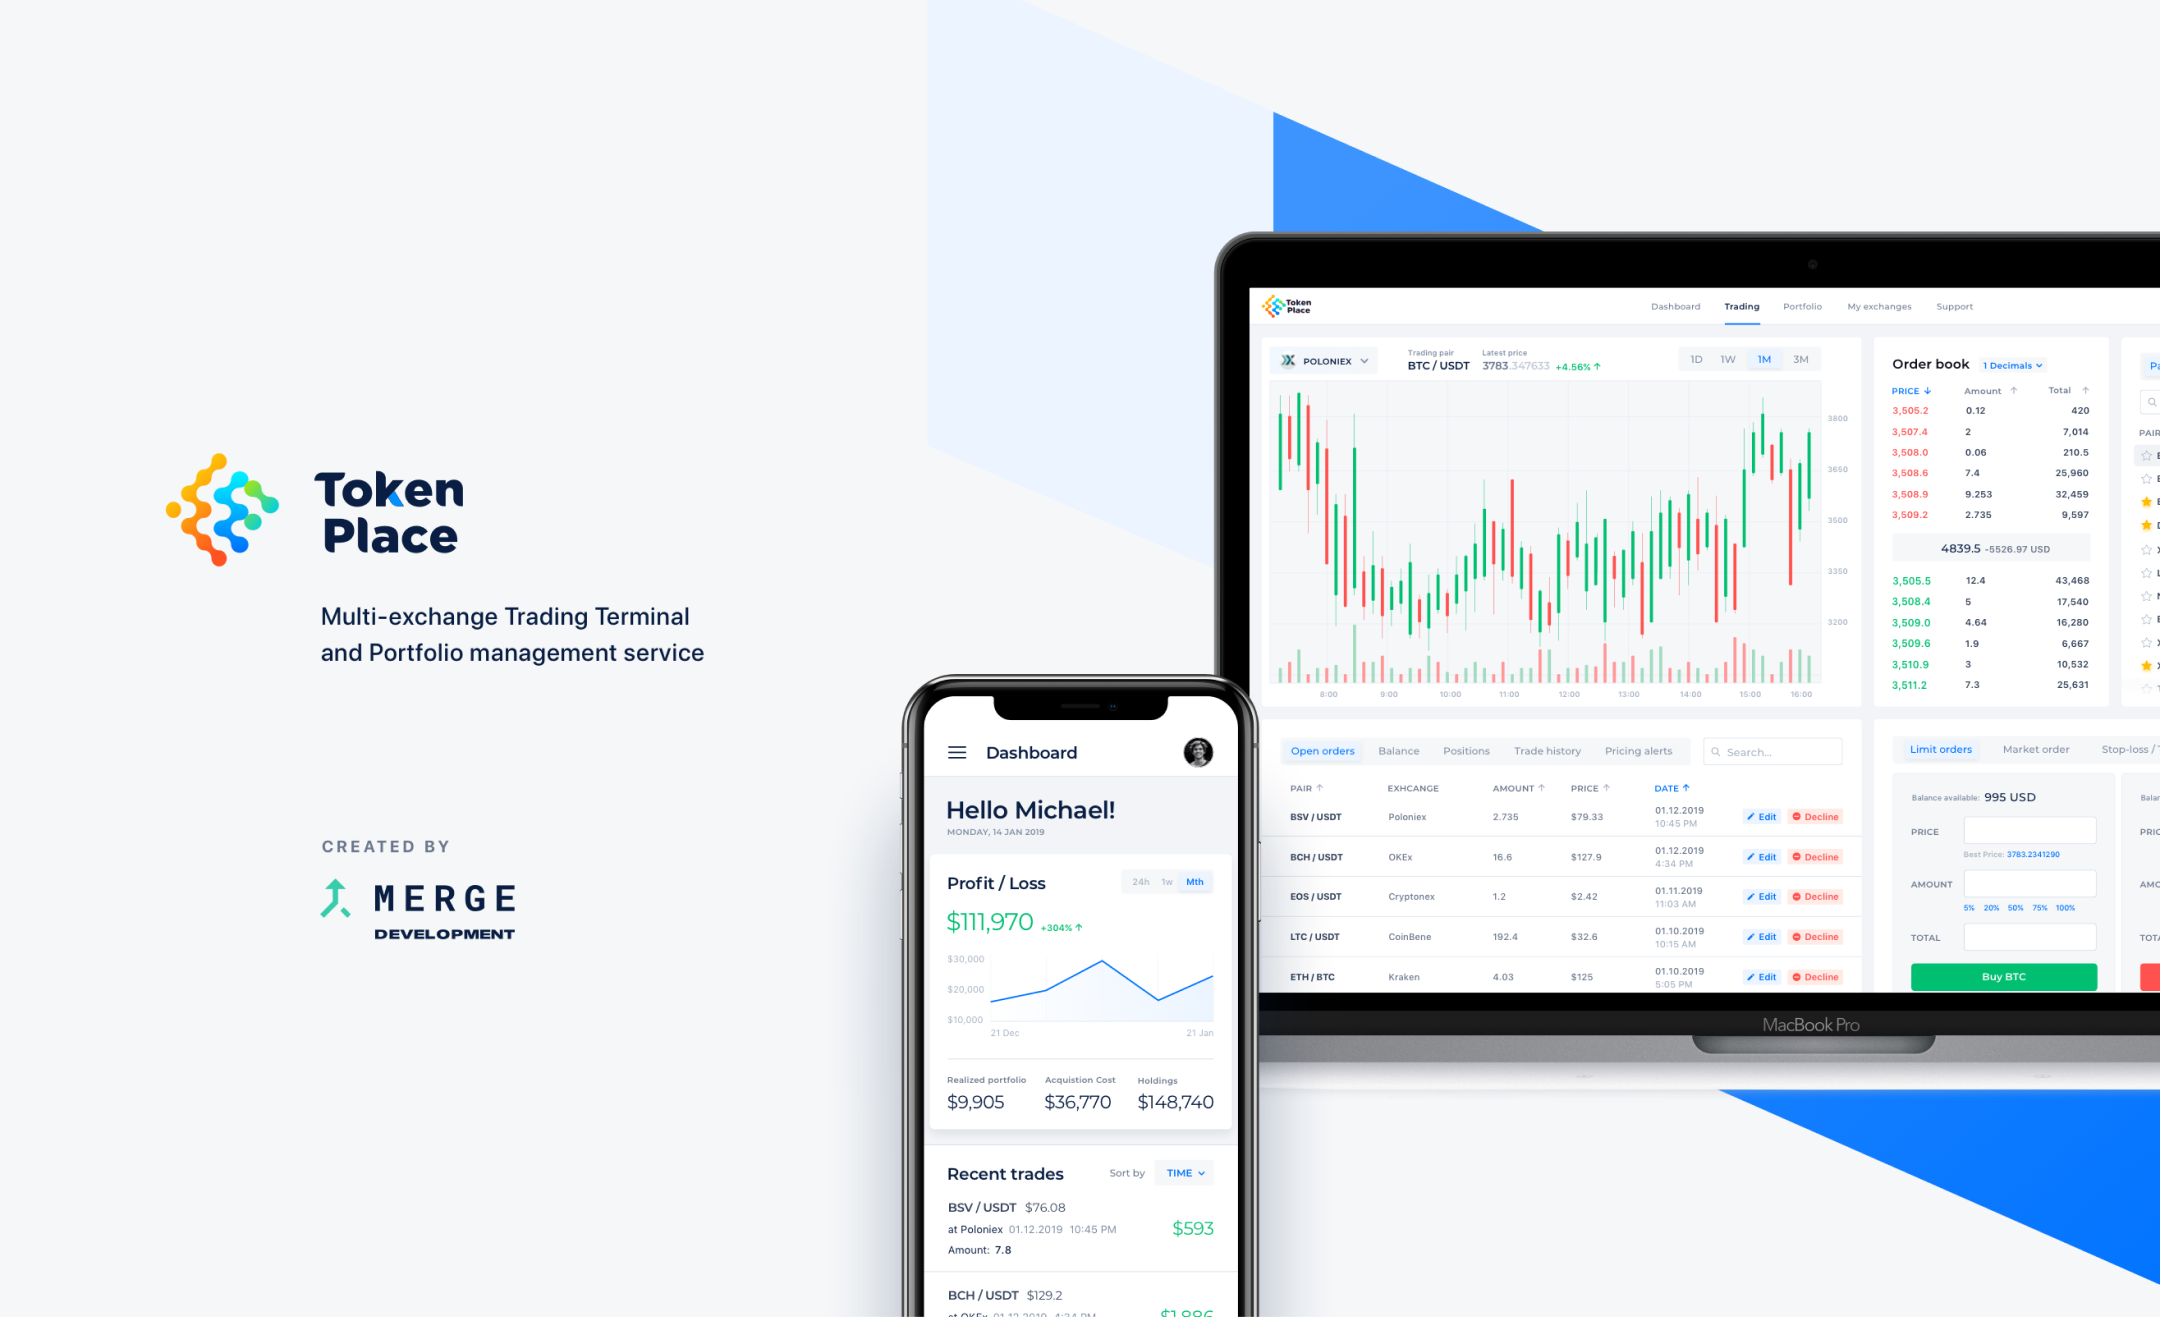 Token
Place
Multi-exchange Trading Terminal
and Portfolio management service
CREATED BY
MERGE
DEVELOPMENT
Dashboard
Hello Michael!
MONDAY, 14 JAN 2019
Profit / Loss
24h 1w Mth
$111,970 +304%
$30,000
$20,000
$10,000
21 Dec 21 Jan
Realized portfolio Acquistion Cost Holdings
$9,905 $36,770 $148,740
Recent trades Sort by TIME
BSV / USDT $76.08
at Poloniex 01.12.2019 10:45 PM $593
Amount: 7.8
BCH / USDT $129.2
at OKEx 01.12.2019 4:34 PM $1,886
Token
Place
Dashboard Trading Portfolio My exchanges Support
POLONIEX
Trading pair Latest price
BTC / USDT 3783.347633 +4.56%
1D 1W 1M 3M
3800
3650
3500
3350
3200
8:00 9:00 10:00 11:00 12:00 13:00 14:00 15:00 16:00
Order book 1 Decimals
PRICE Amount Total
3,505.2 0.12 420
3,507.4 2 7,014
3,508.0 0.06 210.5
3,508.6 7.4 25,960
3,508.9 9.253 32,459
3,509.2 2.735 9,597
4839.5 -5526.97 USD
3,505.5 12.4 43,468
3,508.4 5 17,540
3,509.0 4.64 16,280
3,509.6 1.9 6,667
3,510.9 3 10,532
3,511.2 7.3 25,631
PAIR
Open orders Balance Positions Trade history Pricing alerts Search...
PAIR EXHCANGE AMOUNT PRICE DATE
BSV / USDT Poloniex 2.735 $79.33 01.12.2019 10:45 PM Edit Decline
BCH / USDT OKEx 16.6 $127.9 01.12.2019 4:34 PM Edit Decline
EOS / USDT Cryptonex 1.2 $2.42 01.11.2019 11:03 AM Edit Decline
LTC / USDT CoinBene 192.4 $32.6 01.10.2019 10:15 AM Edit Decline
ETH / BTC Kraken 4.03 $125 01.10.2019 5:05 PM Edit Decline
Limit orders Market order Stop-loss /
Balance available: 995 USD
PRICE
Best Price: 3783.2341290
AMOUNT
5% 20% 50% 75% 100%
TOTAL
Buy BTC
MacBook Pro